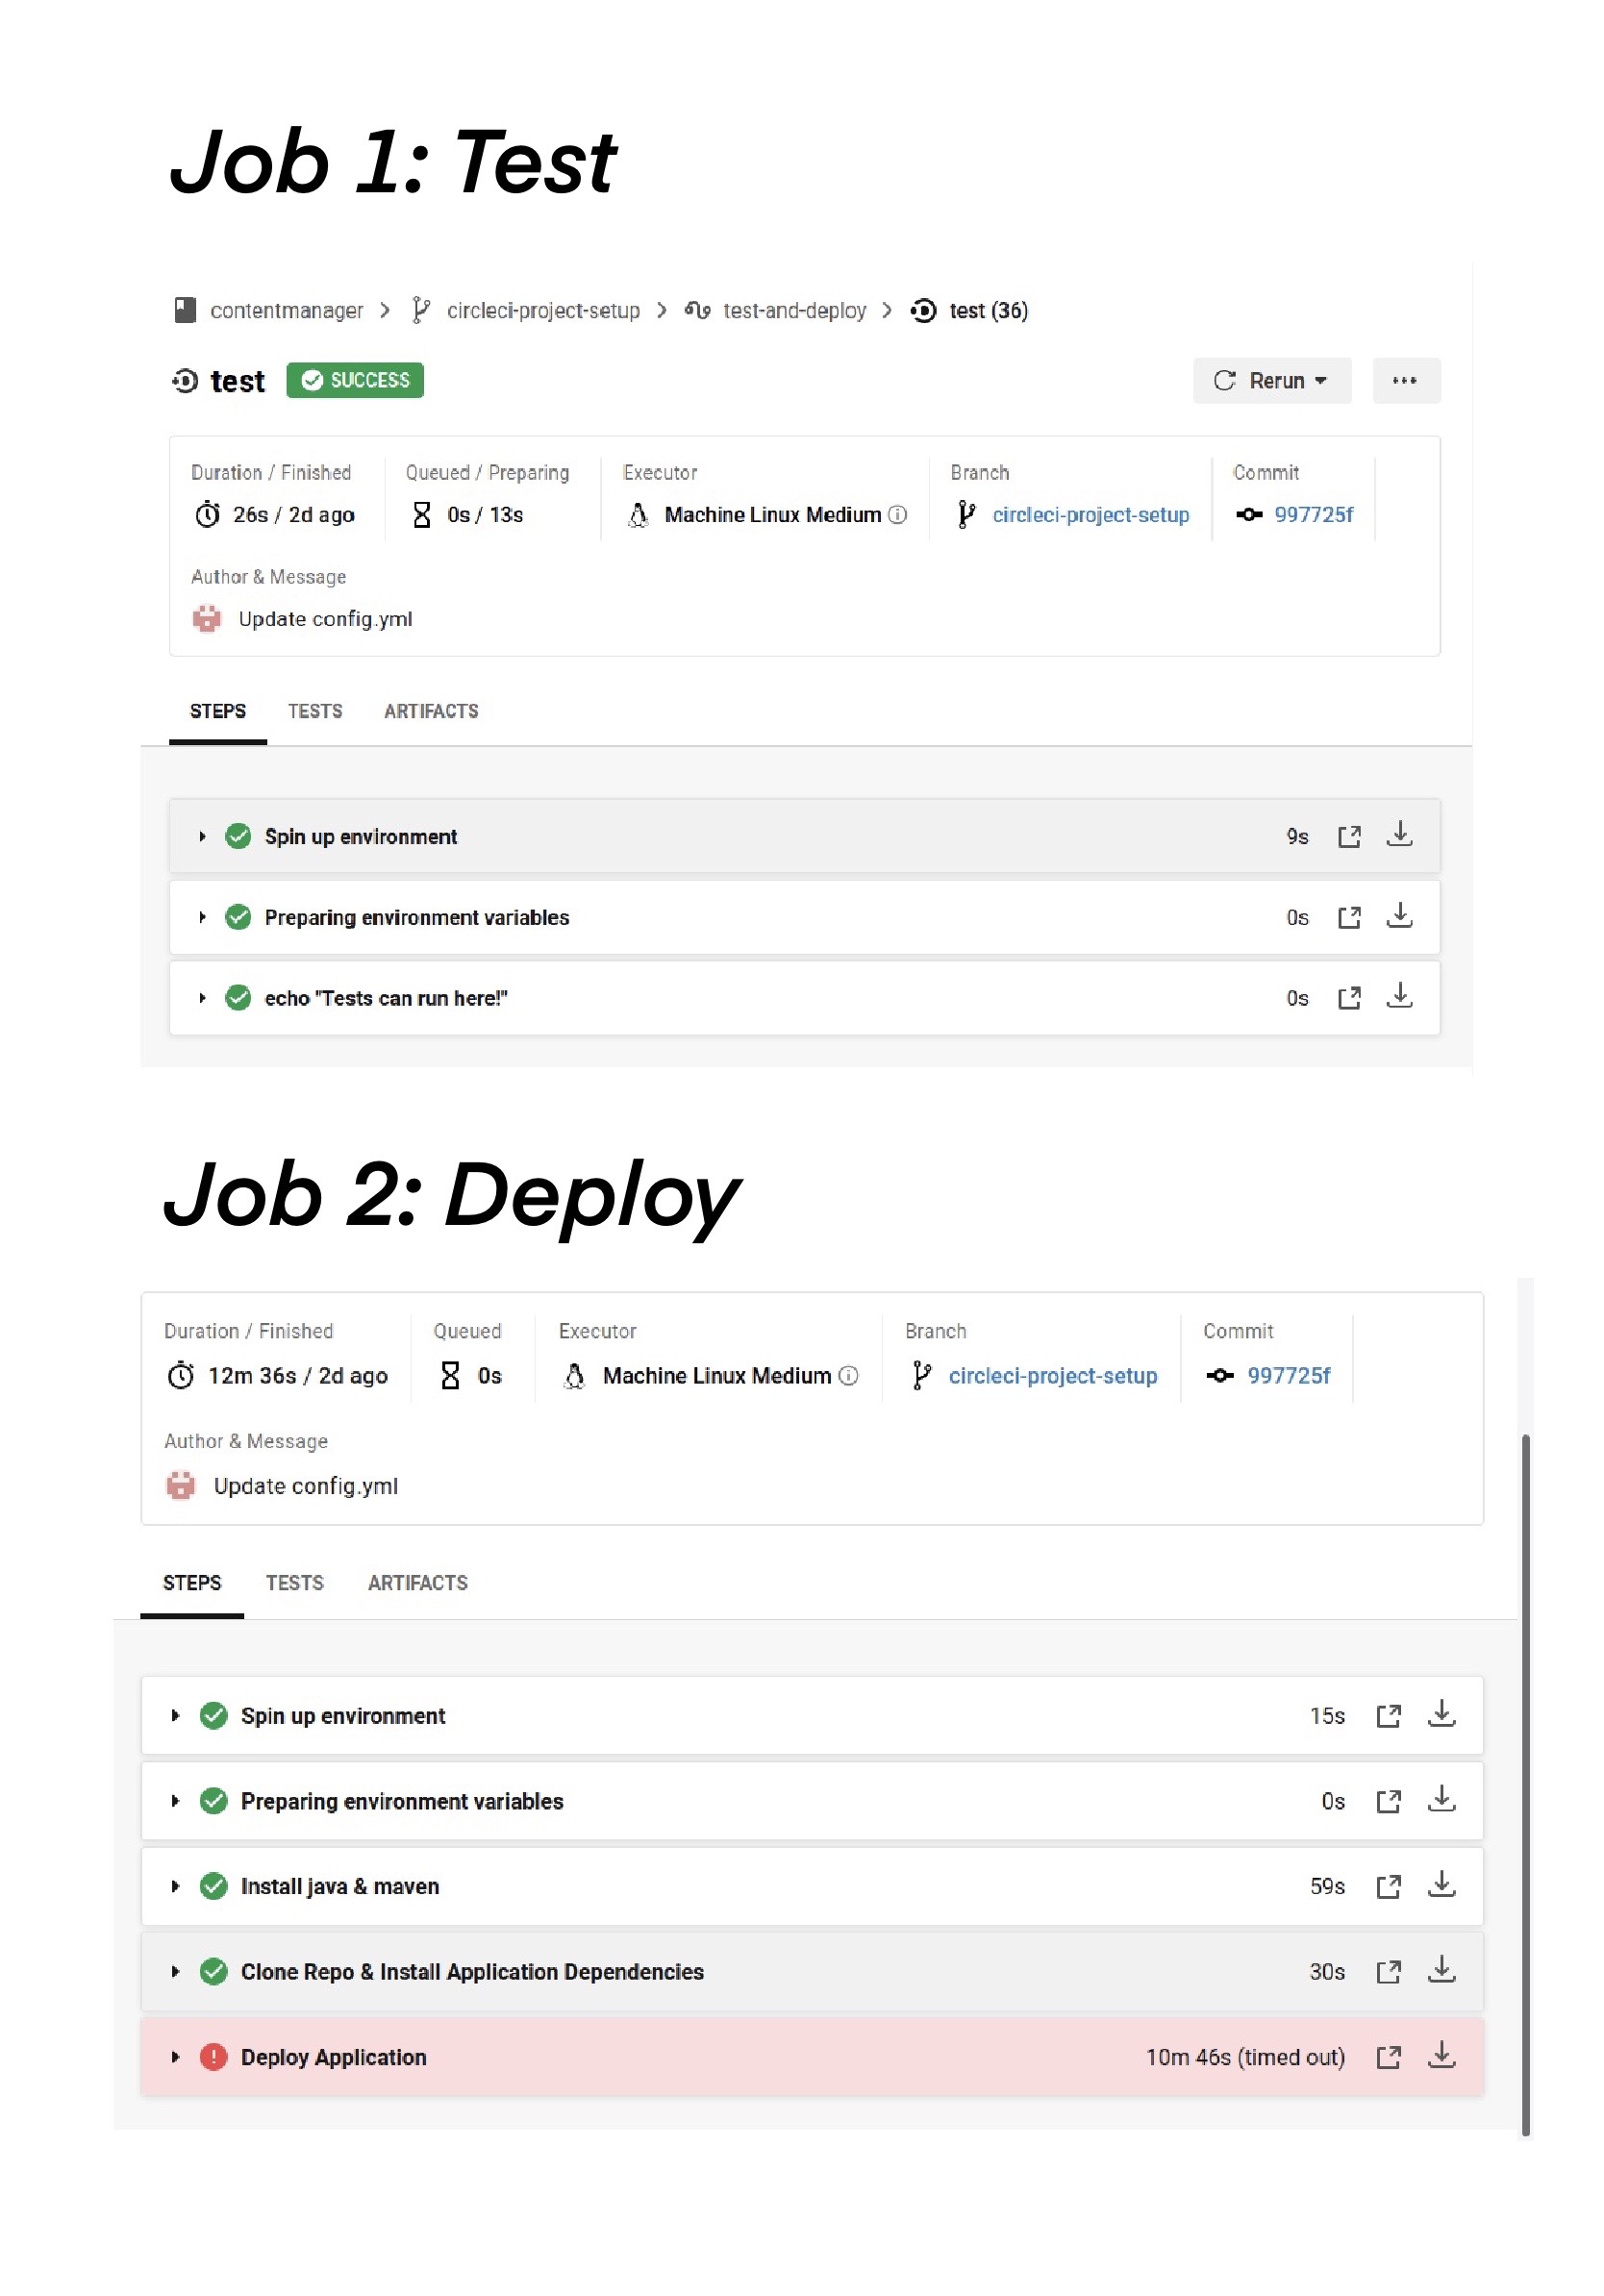 Job 1: Test
contentmanager > circleci-project-setup > test-and-deploy > test (36)
test SUCCESS Rerun ...
Duration / Finished Queued / Preparing Executor Branch Commit
26s / 2d ago 0s / 13s Machine Linux Medium circleci-project-setup 997725f
Author & Message
Update config.yml
STEPS TESTS ARTIFACTS
Spin up environment 9s
Preparing environment variables 0s
echo "Tests can run here!" 0s
Job 2: Deploy
Duration / Finished Queued Executor Branch Commit
12m 36s / 2d ago 0s Machine Linux Medium circleci-project-setup 997725f
Author & Message
Update config.yml
STEPS TESTS ARTIFACTS
Spin up environment 15s
Preparing environment variables 0s
Install java & maven 59s
Clone Repo & Install Application Dependencies 30s
Deploy Application 10m 46s (timed out)